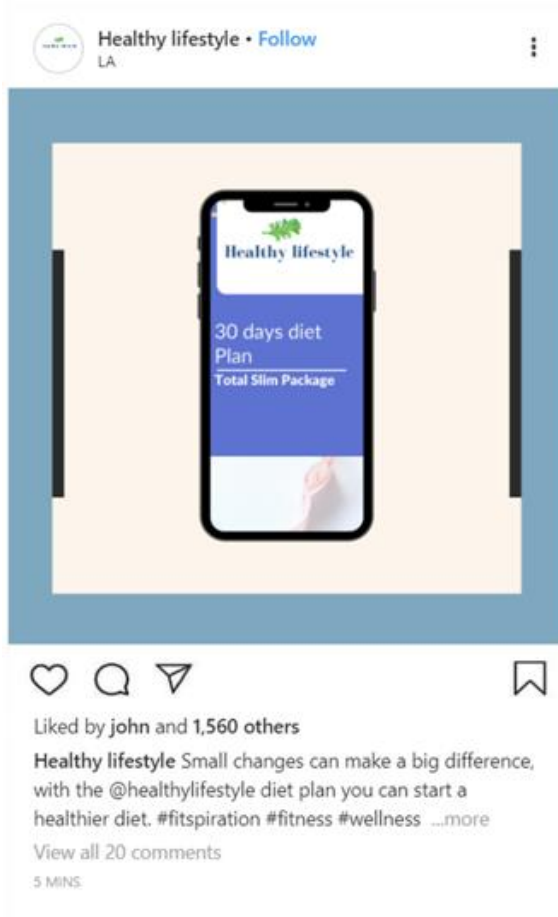 Healthy lifestyle • Follow
LA
Healthy lifestyle
30 days diet
Plan
Total Slim Package
Liked by john and 1,560 others
Healthy lifestyle Small changes can make a big difference,
with the @healthylifestyle diet plan you can start a
healthier diet. #fitspiration #fitness #wellness ...more
View all 20 comments
5 MINS